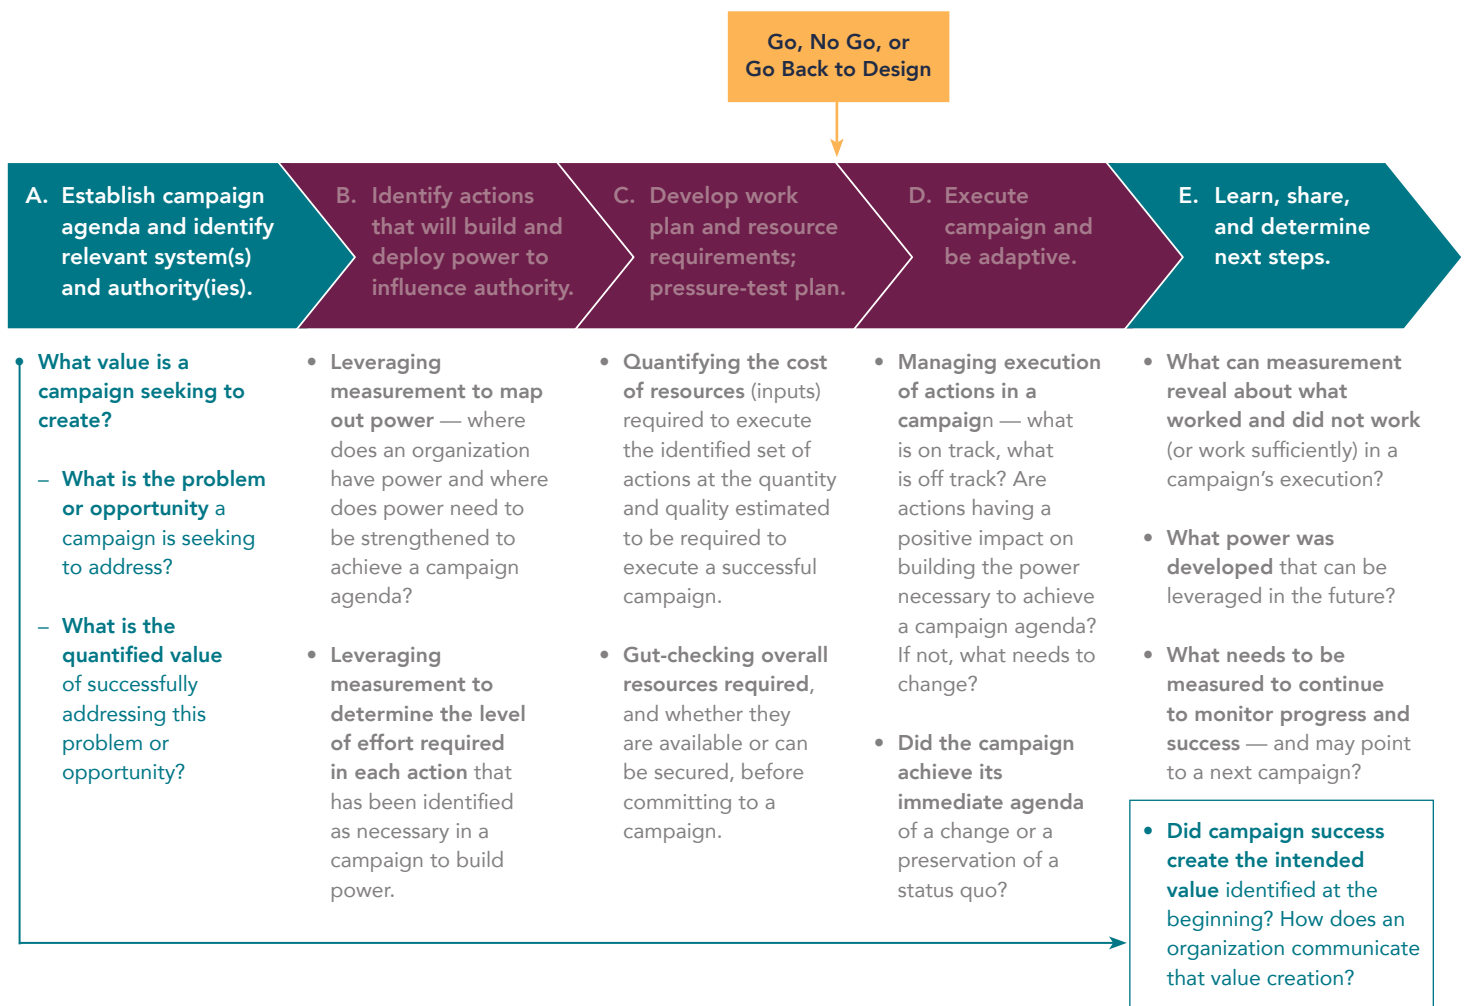 Go, No Go, or
Go Back to Design
A. Establish campaign
agenda and identify
relevant system(s)
and authority(ies).
B. Identify actions
that will build and
deploy power to
influence authority.
C. Develop work
plan and resource
requirements;
pressure-test plan.
D. Execute
campaign and
be adaptive.
E. Learn, share,
and determine
next steps.
• What value is a
campaign seeking to
create?
– What is the problem
or opportunity a
campaign is seeking
to address?
– What is the
quantified value
of successfully
addressing this
problem or
opportunity?
• Leveraging
measurement to map
out power — where
does an organization
have power and where
does power need to
be strengthened to
achieve a campaign
agenda?
• Leveraging
measurement to
determine the level
of effort required
in each action that
has been identified
as necessary in a
campaign to build
power.
• Quantifying the cost
of resources (inputs)
required to execute
the identified set of
actions at the quantity
and quality estimated
to be required to
execute a successful
campaign.
• Gut-checking overall
resources required,
and whether they
are available or can
be secured, before
committing to a
campaign.
• Managing execution
of actions in a
campaign — what
is on track, what
is off track? Are
actions having a
positive impact on
building the power
necessary to achieve
a campaign agenda?
If not, what needs to
change?
• Did the campaign
achieve its
immediate agenda
of a change or a
preservation of a
status quo?
• What can measurement
reveal about what
worked and did not work
(or work sufficiently) in a
campaign’s execution?
• What power was
developed that can be
leveraged in the future?
• What needs to be
measured to continue
to monitor progress and
success — and may point
to a next campaign?
• Did campaign success
create the intended
value identified at the
beginning? How does an
organization communicate
that value creation?